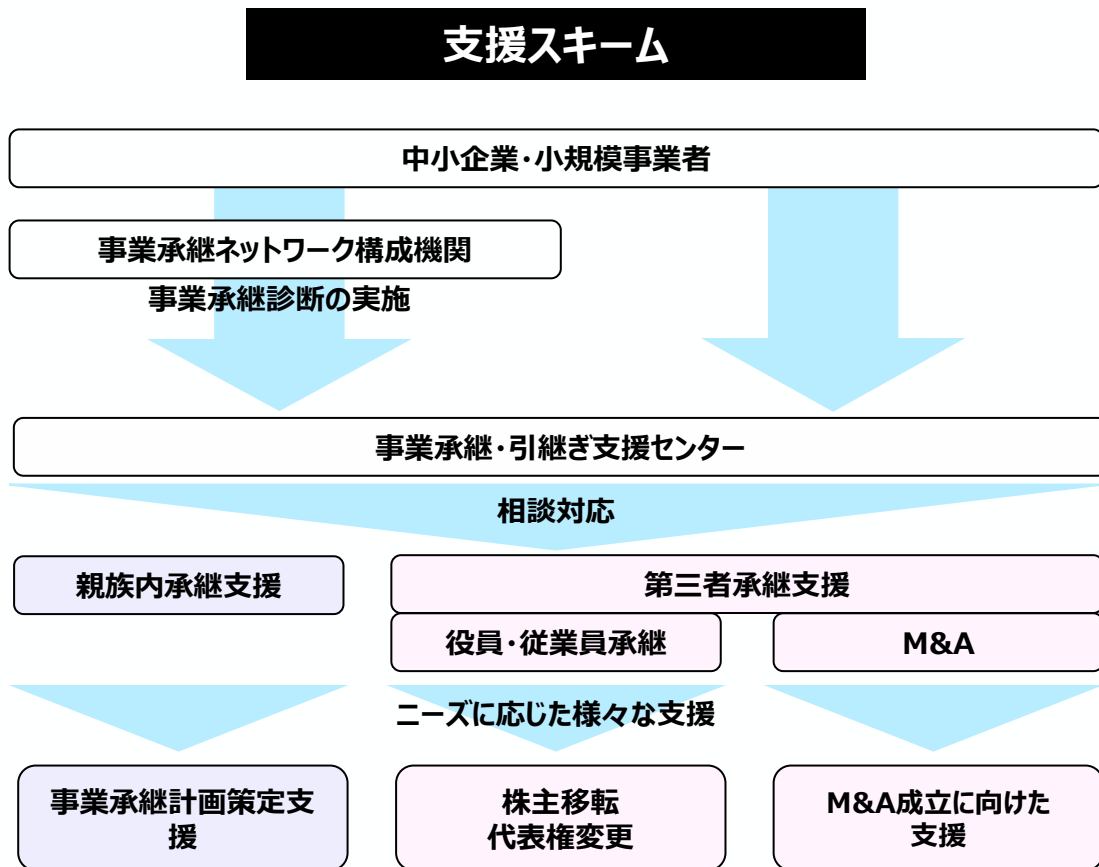 支援スキーム
中小企業・小規模事業者
事業承継ネットワーク構成機関
事業承継診断の実施
事業承継・引継ぎ支援センター
相談対応
親族内承継支援
第三者承継支援
役員・従業員承継
M&A
ニーズに応じた様々な支援
事業承継計画策定支
援
株主移転
代表権変更
M&A成立に向けた
支援